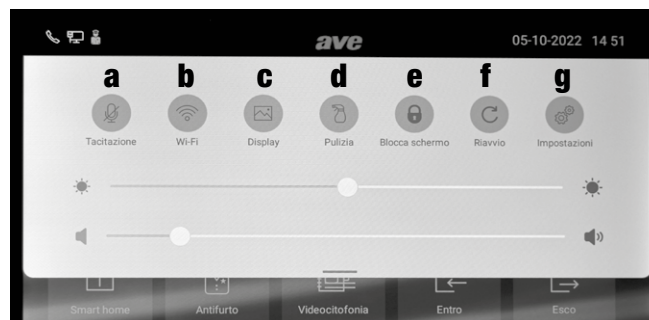 ave
05-10-2022 14 51
a b c d e f g
Tacitazione Wi-Fi Display Pulizia Blocca schermo Riavvio Impostazioni
Smart home Antifurto Videocitofonia Entro Esco